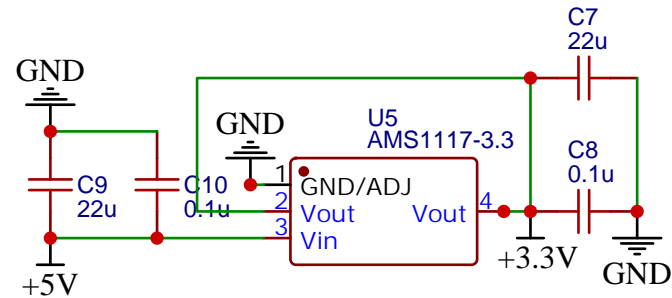 C7
22u
GND
GND
U5
AMS1117-3.3
C8
0.1u
C9
22u
C10
0.1u
1
GND/ADJ
2
Vout
Vout
4
3
Vin
+5V
+3.3V
GND